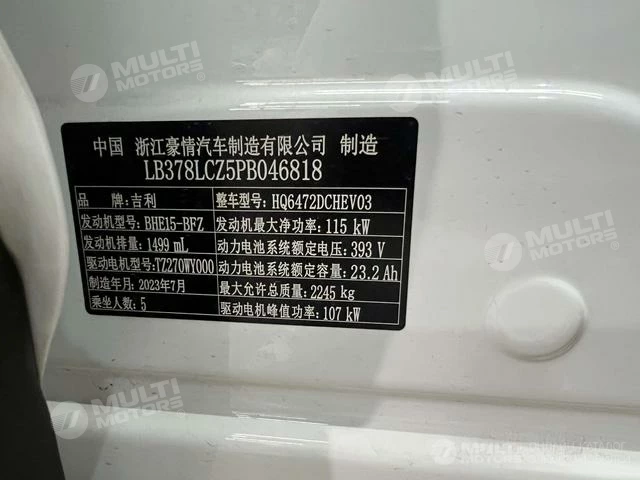 MULTI MOTORS®
MULTI MOTORS®
中国 浙江豪情汽车制造有限公司 制造
LB378LCZ5PB046818
品 牌:吉利 整车型号:HQ6472DCHEV03
发动机型号:BHE15-BFZ 发动机最大净功率:115 kW
发动机排量:1499 mL 动力电池系统额定电压:393 V
驱动电机型号:TZ270WY000 动力电池系统额定容量:23.2 Ah
制造年月:2023年7月 最大允许总质量:2245 kg
乘坐人数:5 驱动电机峰值功率:107 kW
MULTI MOTORS®
MULTI MOTORS®
MULTI